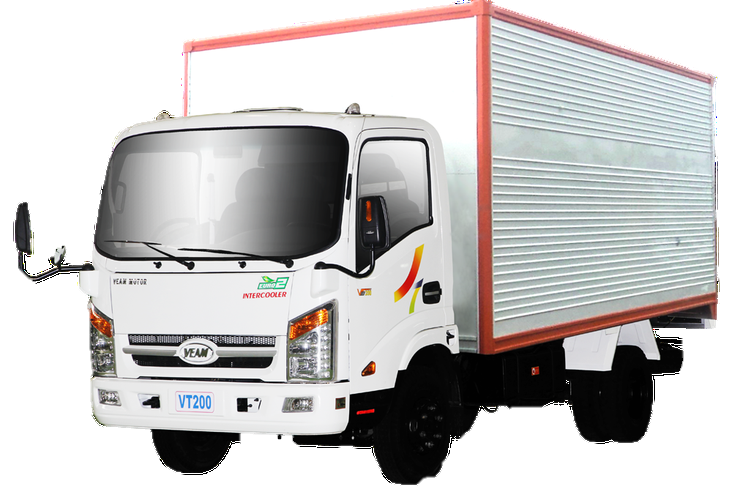 VEAM MOTOR
EURO 2
INTERCOOLER
VEAM
VT200